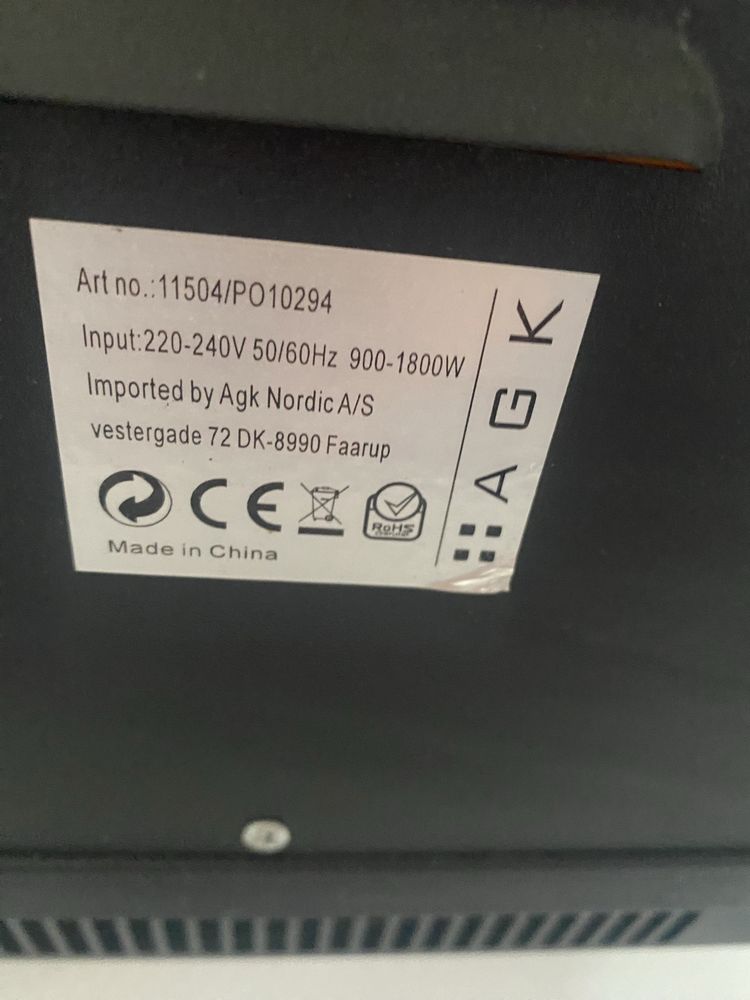 Art no.:11504/PO10294
Input:220-240V 50/60Hz 900-1800W
Imported by Agk Nordic A/S
vestergade 72 DK-8990 Faarup
CE
RoHS
Made in China
AGK